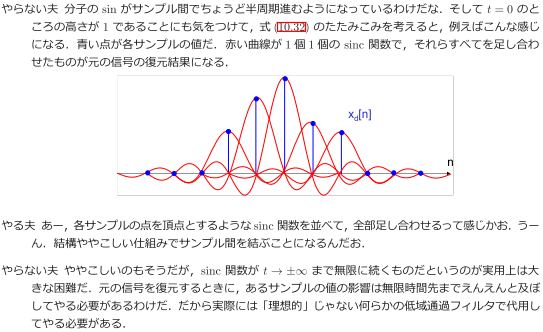 やらない夫 分子の sin がサンプル間でちょうど半周期進むようになっているわけだな．そして t = 0 のと
ころの高さが 1 であることにも気をつけて，式 (10.32) のたたみこみを考えると，例えばこんな感じ
になる．青い点が各サンプルの値だ．赤い曲線が 1 個 1 個の sinc 関数で，それらすべてを足し合わ
せたものが元の信号の復元結果になる．
xd[n]
n
やる夫 あー，各サンプルの点を頂点とするような sinc 関数を並べて，全部足し合わせるって感じかお．うー
ん．結構ややこしい仕組みでサンプル間を結ぶことになるんだお．
やらない夫 ややこしいのもそうだが，sinc 関数が t → ±∞ まで無限に続くものだというのが実用上は大
きな困難だ．元の信号を復元するときに，あるサンプルの値の影響は無限時間先までえんえんと及ぼ
してやる必要があるわけだ．だから実際には「理想的」じゃない何らかの低域通過フィルタで代用し
てやる必要がある．